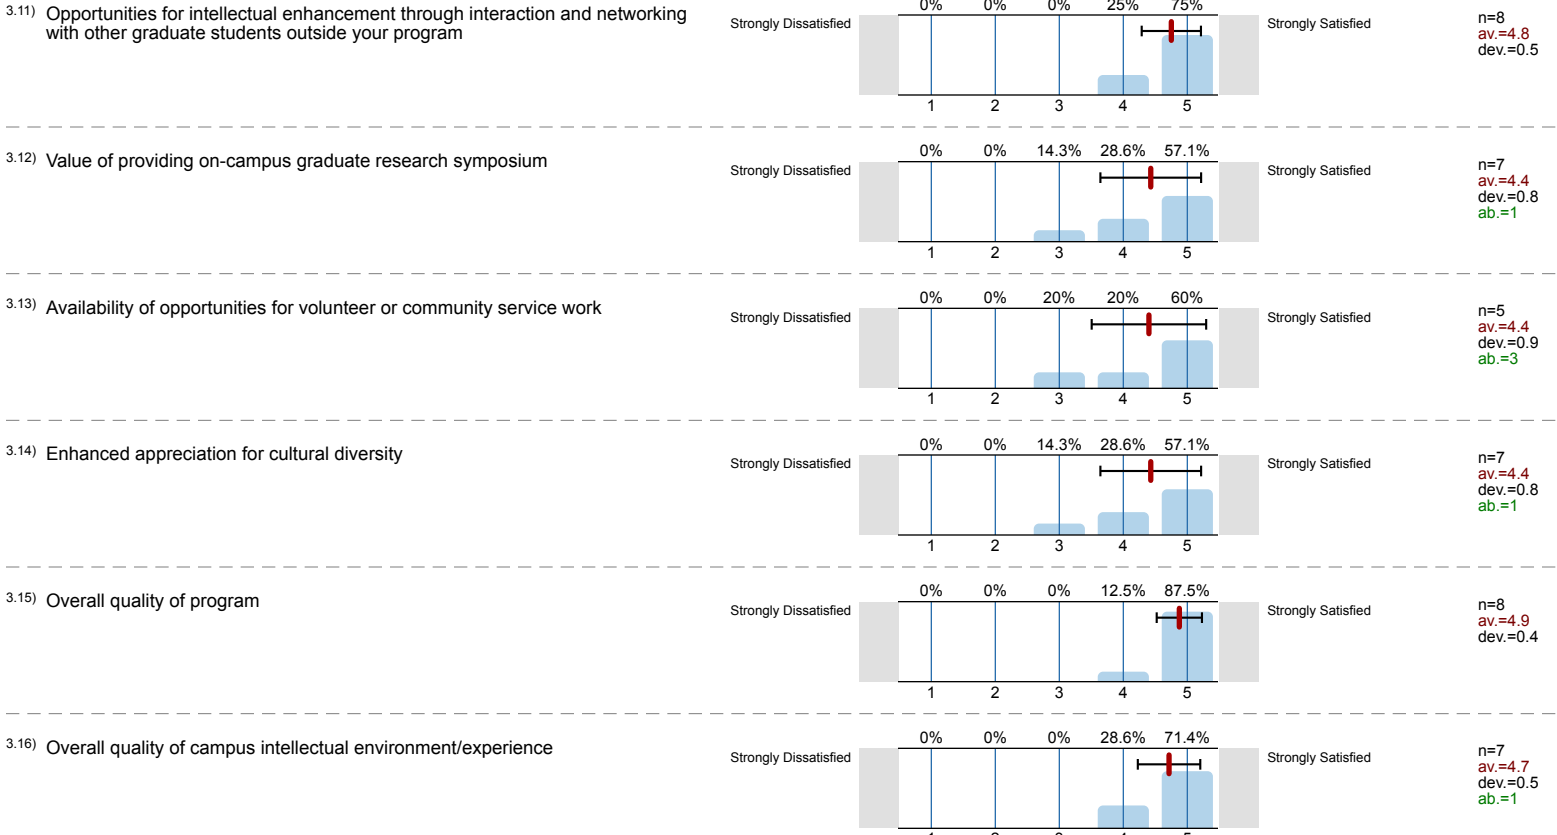 0% 0% 0% 25% 75%
3.11) Opportunities for intellectual enhancement through interaction and networking
with other graduate students outside your program
Strongly Dissatisfied
Strongly Satisfied
n=8
av.=4.8
dev.=0.5
1 2 3 4 5
0% 0% 14.3% 28.6% 57.1%
3.12) Value of providing on-campus graduate research symposium
Strongly Dissatisfied
Strongly Satisfied
n=7
av.=4.4
dev.=0.8
ab.=1
1 2 3 4 5
0% 0% 20% 20% 60%
3.13) Availability of opportunities for volunteer or community service work
Strongly Dissatisfied
Strongly Satisfied
n=5
av.=4.4
dev.=0.9
ab.=3
1 2 3 4 5
0% 0% 14.3% 28.6% 57.1%
3.14) Enhanced appreciation for cultural diversity
Strongly Dissatisfied
Strongly Satisfied
n=7
av.=4.4
dev.=0.8
ab.=1
1 2 3 4 5
0% 0% 0% 12.5% 87.5%
3.15) Overall quality of program
Strongly Dissatisfied
Strongly Satisfied
n=8
av.=4.9
dev.=0.4
1 2 3 4 5
0% 0% 0% 28.6% 71.4%
3.16) Overall quality of campus intellectual environment/experience
Strongly Dissatisfied
Strongly Satisfied
n=7
av.=4.7
dev.=0.5
ab.=1